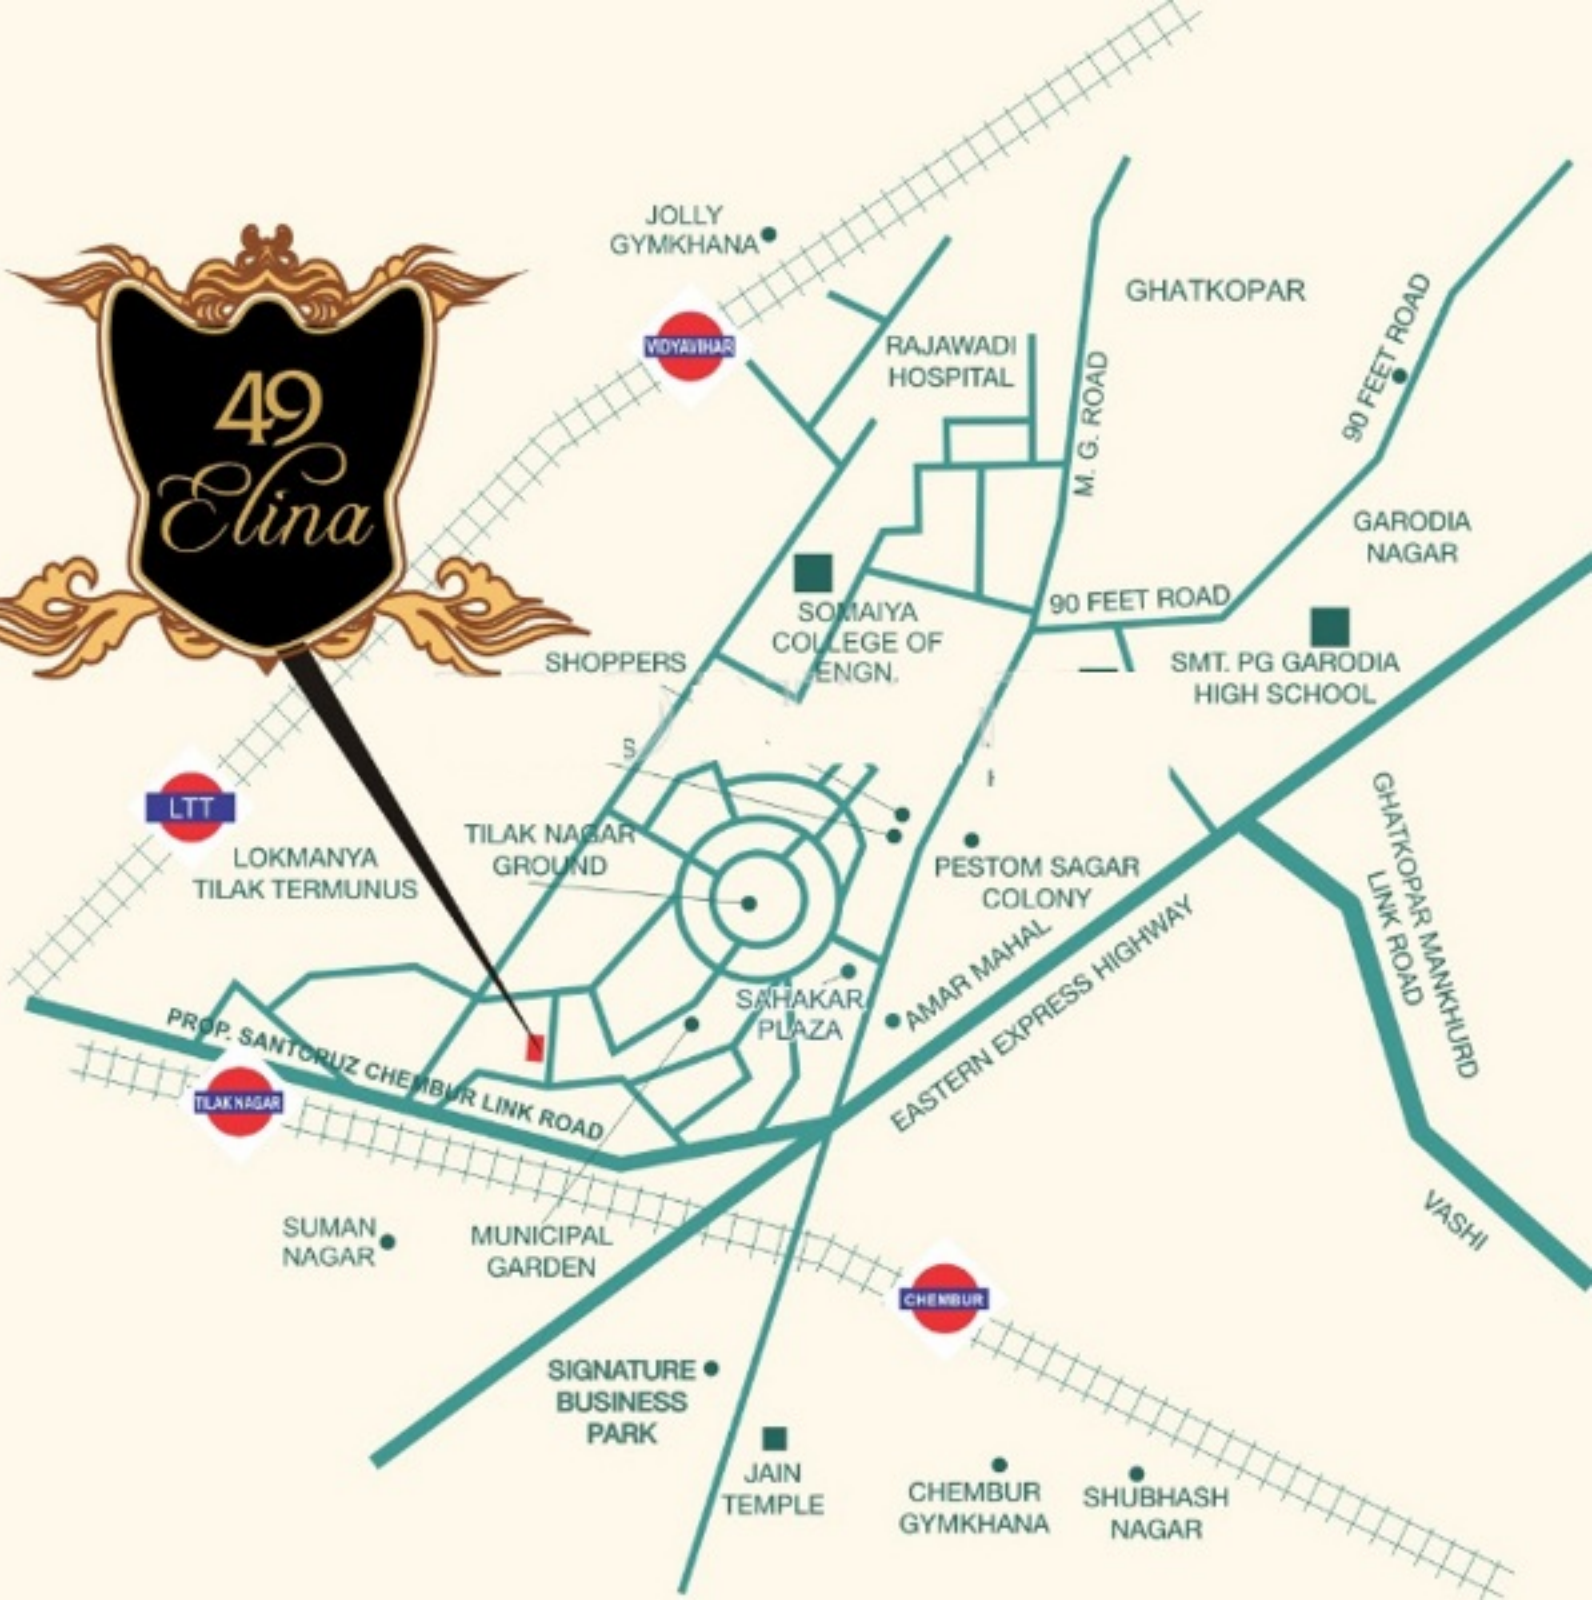 JOLLY
GYMKHANA
VIDYAVIHAR
GHATKOPAR
RAJAWADI
HOSPITAL
M. G. ROAD
90 FEET ROAD
49
Elina
GARODIA
NAGAR
90 FEET ROAD
SOMAIYA
COLLEGE OF
ENGN.
SHOPPERS
SMT. PG GARODIA
HIGH SCHOOL
S
LTT
LOKMANYA
TILAK TERMUNUS
TILAK NAGAR
GROUND
PESTOM SAGAR
COLONY
GHATKOPAR MANKHURD
LINK ROAD
AMAR MAHAL
EASTERN EXPRESS HIGHWAY
SAHAKAR
PLAZA
PROP. SANTCRUZ CHEMBUR LINK ROAD
TILAK NAGAR
SUMAN
NAGAR
MUNICIPAL
GARDEN
VASHI
CHEMBUR
SIGNATURE
BUSINESS
PARK
JAIN
TEMPLE
CHEMBUR
GYMKHANA
SHUBHASH
NAGAR